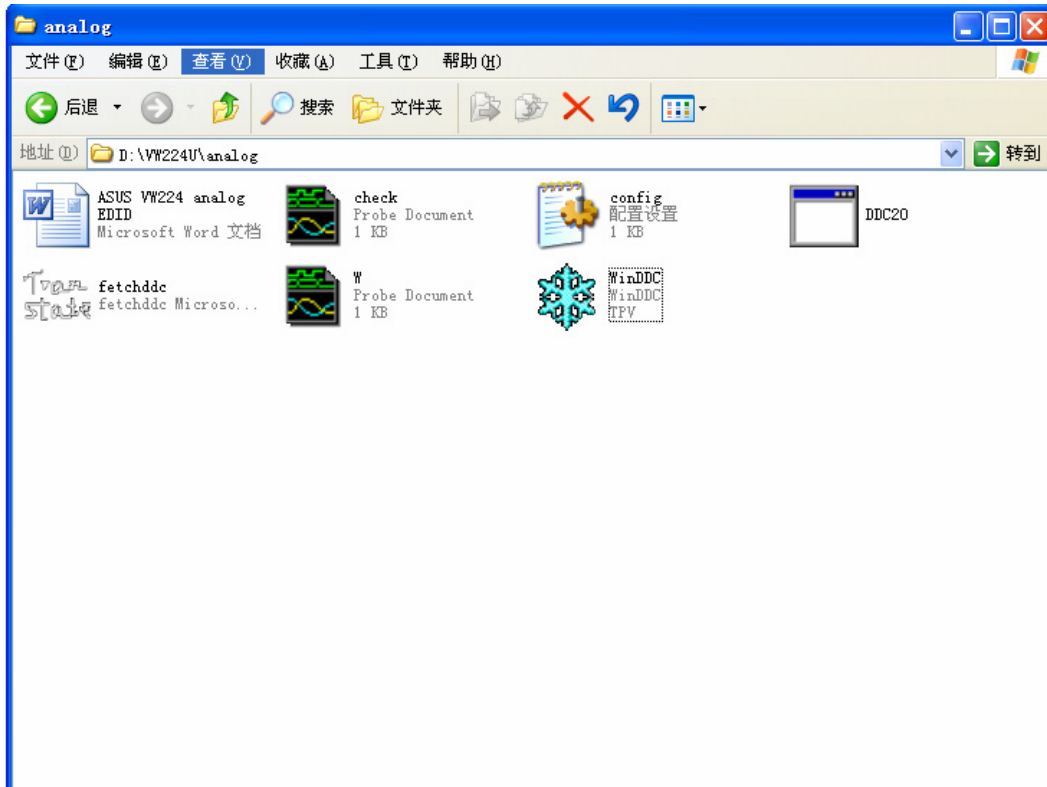 analog
文件(F) 编辑(E) 查看(V) 收藏(A) 工具(T) 帮助(H)
后退 搜索 文件夹
地址(D) D:\VW224U\analog 转到
ASUS VW224 analog
EDID
Microsoft Word 文档
check
Probe Document
1 KB
config
配置设置
1 KB
DDC20
fetchddc
fetchddc Microso...
W
Probe Document
1 KB
WinDDC
WinDDC
TPV